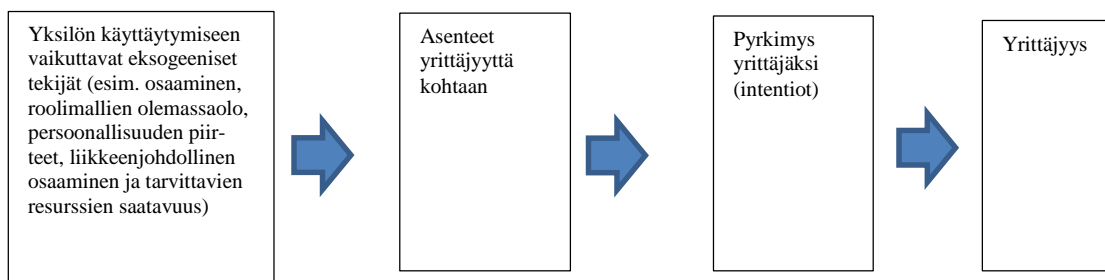 Yksilön käyttäytymiseen
vaikuttavat eksogeeniset
tekijät (esim. osaaminen,
roolimallien olemassaolo,
persoonallisuuden piir-
teet, liikkeenjohdollinen
osaaminen ja tarvittavien
resurssien saatavuus)
Asenteet
yrittäjyyttä
kohtaan
Pyrkimys
yrittäjäksi
(intentiot)
Yrittäjyys